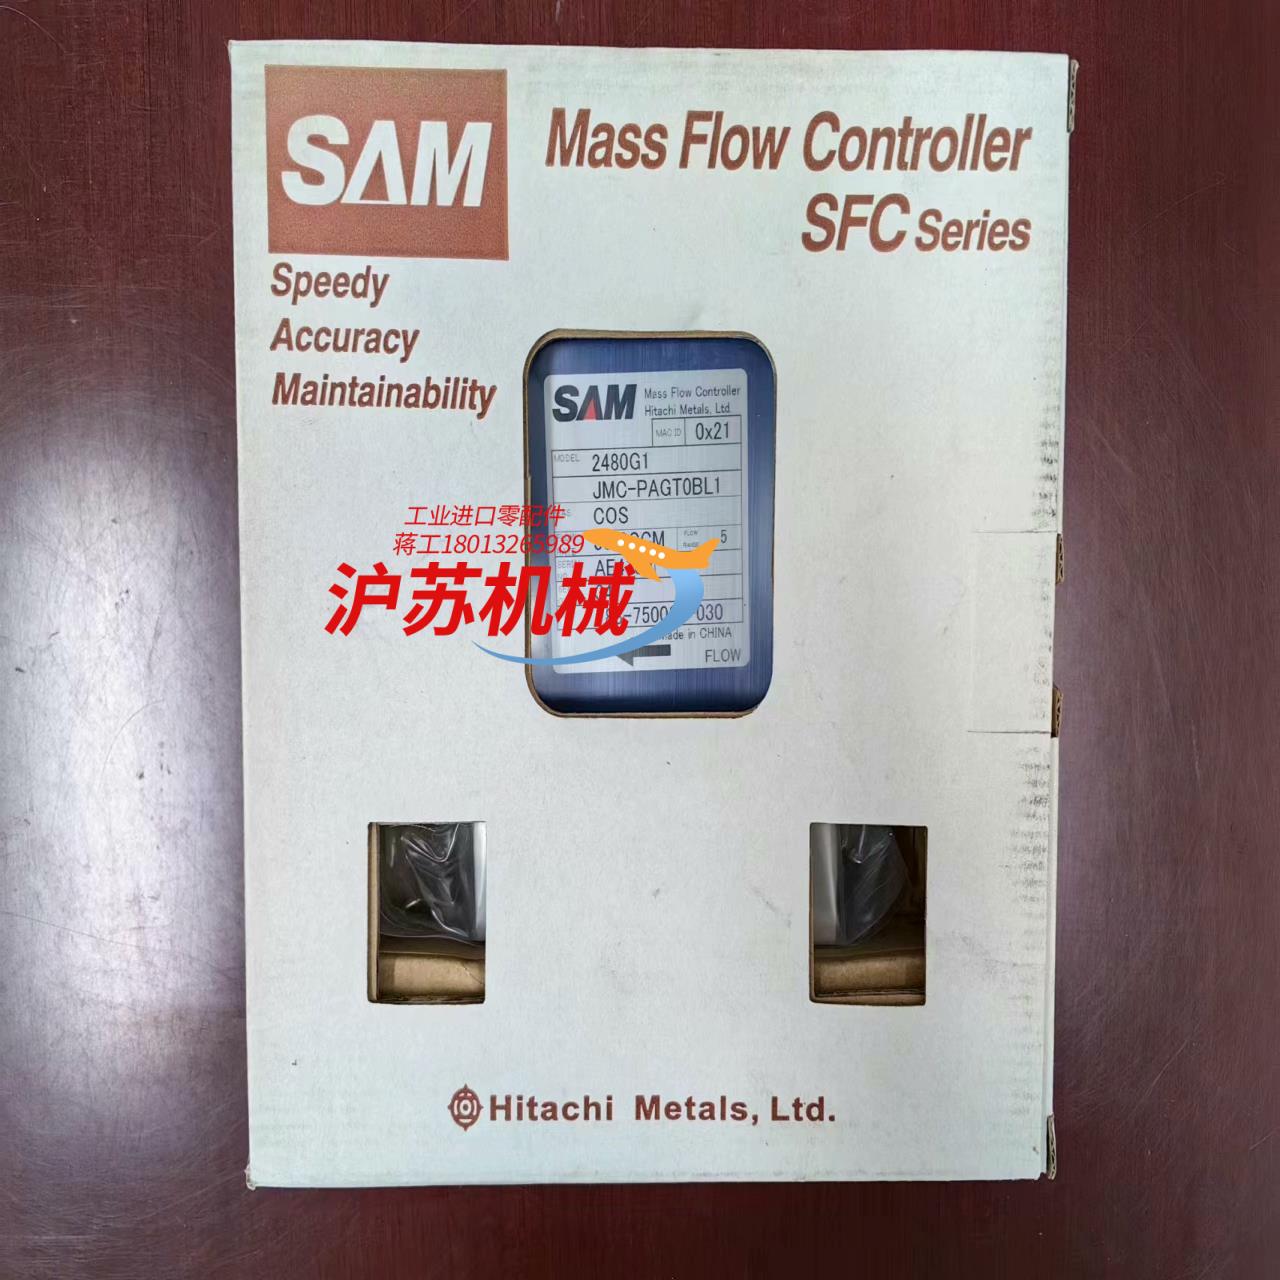 SAM
Mass Flow Controller
SFC Series
Speedy
Accuracy
Maintainability
SAM Mass Flow Controller
Hitachi Metals, Ltd.
MAC ID 0x21
MODEL 2480G1
JMC-PAGT0BL1
COS
FLOW RANGE 5
030
Made in CHINA
FLOW
工业进口零配件
蒋工18013265989
沪苏机械
Hitachi Metals, Ltd.